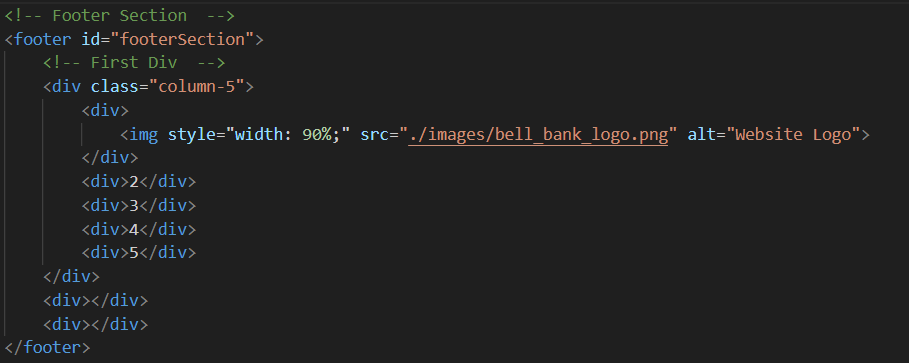 <!-- Footer Section  -->
<footer id="footerSection">
    <!-- First Div  -->
    <div class="column-5">
        <div>
            <img style="width: 90%;" src="./images/bell_bank_logo.png" alt="Website Logo">
        </div>
        <div>2</div>
        <div>3</div>
        <div>4</div>
        <div>5</div>
    </div>
    <div></div>
    <div></div>
</footer>